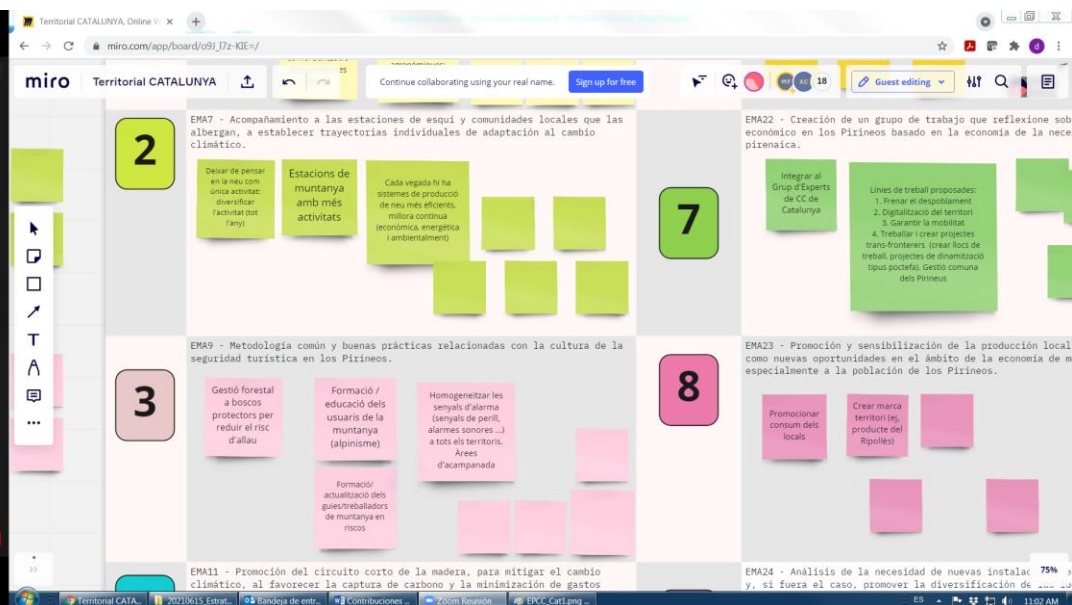 Territorial CATALUNYA, Online
miro.com/app/board/o9J_l7z-KIE=/
miro
Territorial CATALUNYA
Continue collaborating using your real name.
Sign up for free
18
Guest editing
EMA7 - Acompañamiento a las estaciones de esquí y comunidades locales que las
albergan, a establecer trayectorias individuales de adaptación al cambio
climático.
2
Deixar de pensar
en la neu com
única activitat:
diversificar
l'activitat (tot
l'any)
Estacions de
muntanya
amb més
activitats
Cada vegada hi ha
sistemes de producció
de neu més eficients,
millora continua
(econòmica, energètica
i ambientalment)
EMA22 - Creación de un grupo de trabajo que reflexione sob
económico en los Pirineos basado en la economía de la nece
pirenaica.
7
Integrar al
Grup d'Experts
de CC de
Catalunya
Línies de treball proposades:
1. Frenar el despoblament
2. Digitalització del territori
3. Garantir la mobilitat
4. Treballar i crear projectes
trans-fronterers (crear llocs de
treball, projectes de dinamització
tipus poctefa). Gestió comuna
dels Pirineus
EMA9 - Metodología común y buenas prácticas relacionadas con la cultura de la
seguridad turística en los Pirineos.
3
Gestió forestal
a boscos
protectors per
reduir el risc
d'allau
Formació /
educació dels
usuaris de la
muntanya
(alpinisme)
Homogeneitzar les
senyals d'alarma
(senyals de perill,
alarmes sonores ...)
a tots els territoris.
Àrees
d'acampanada
Formació/
actualització dels
guies/treballadors
de muntanya en
riscos
EMA23 - Promoción y sensibilización de la producción local
como nuevas oportunidades en el ámbito de la economía de m
especialmente a la población de los Pirineos.
8
Promocionar
consum dels
locals
Crear marca
territori (ej,
producte del
Ripollès)
EMA11 - Promoción del circuito corto de la madera, para mitigar el cambio
climático, al favorecer la captura de carbono y la minimización de gastos
EMA24 - Análisis de la necesidad de nuevas instalac
y, si fuera el caso, promover la diversificación de
75%
Territorial CATA...
20210615_Estrat...
Bandeja de entr...
Contribuciones ...
Zoom Reunión
EPCC_Cat1.png ...
ES
11:02 AM